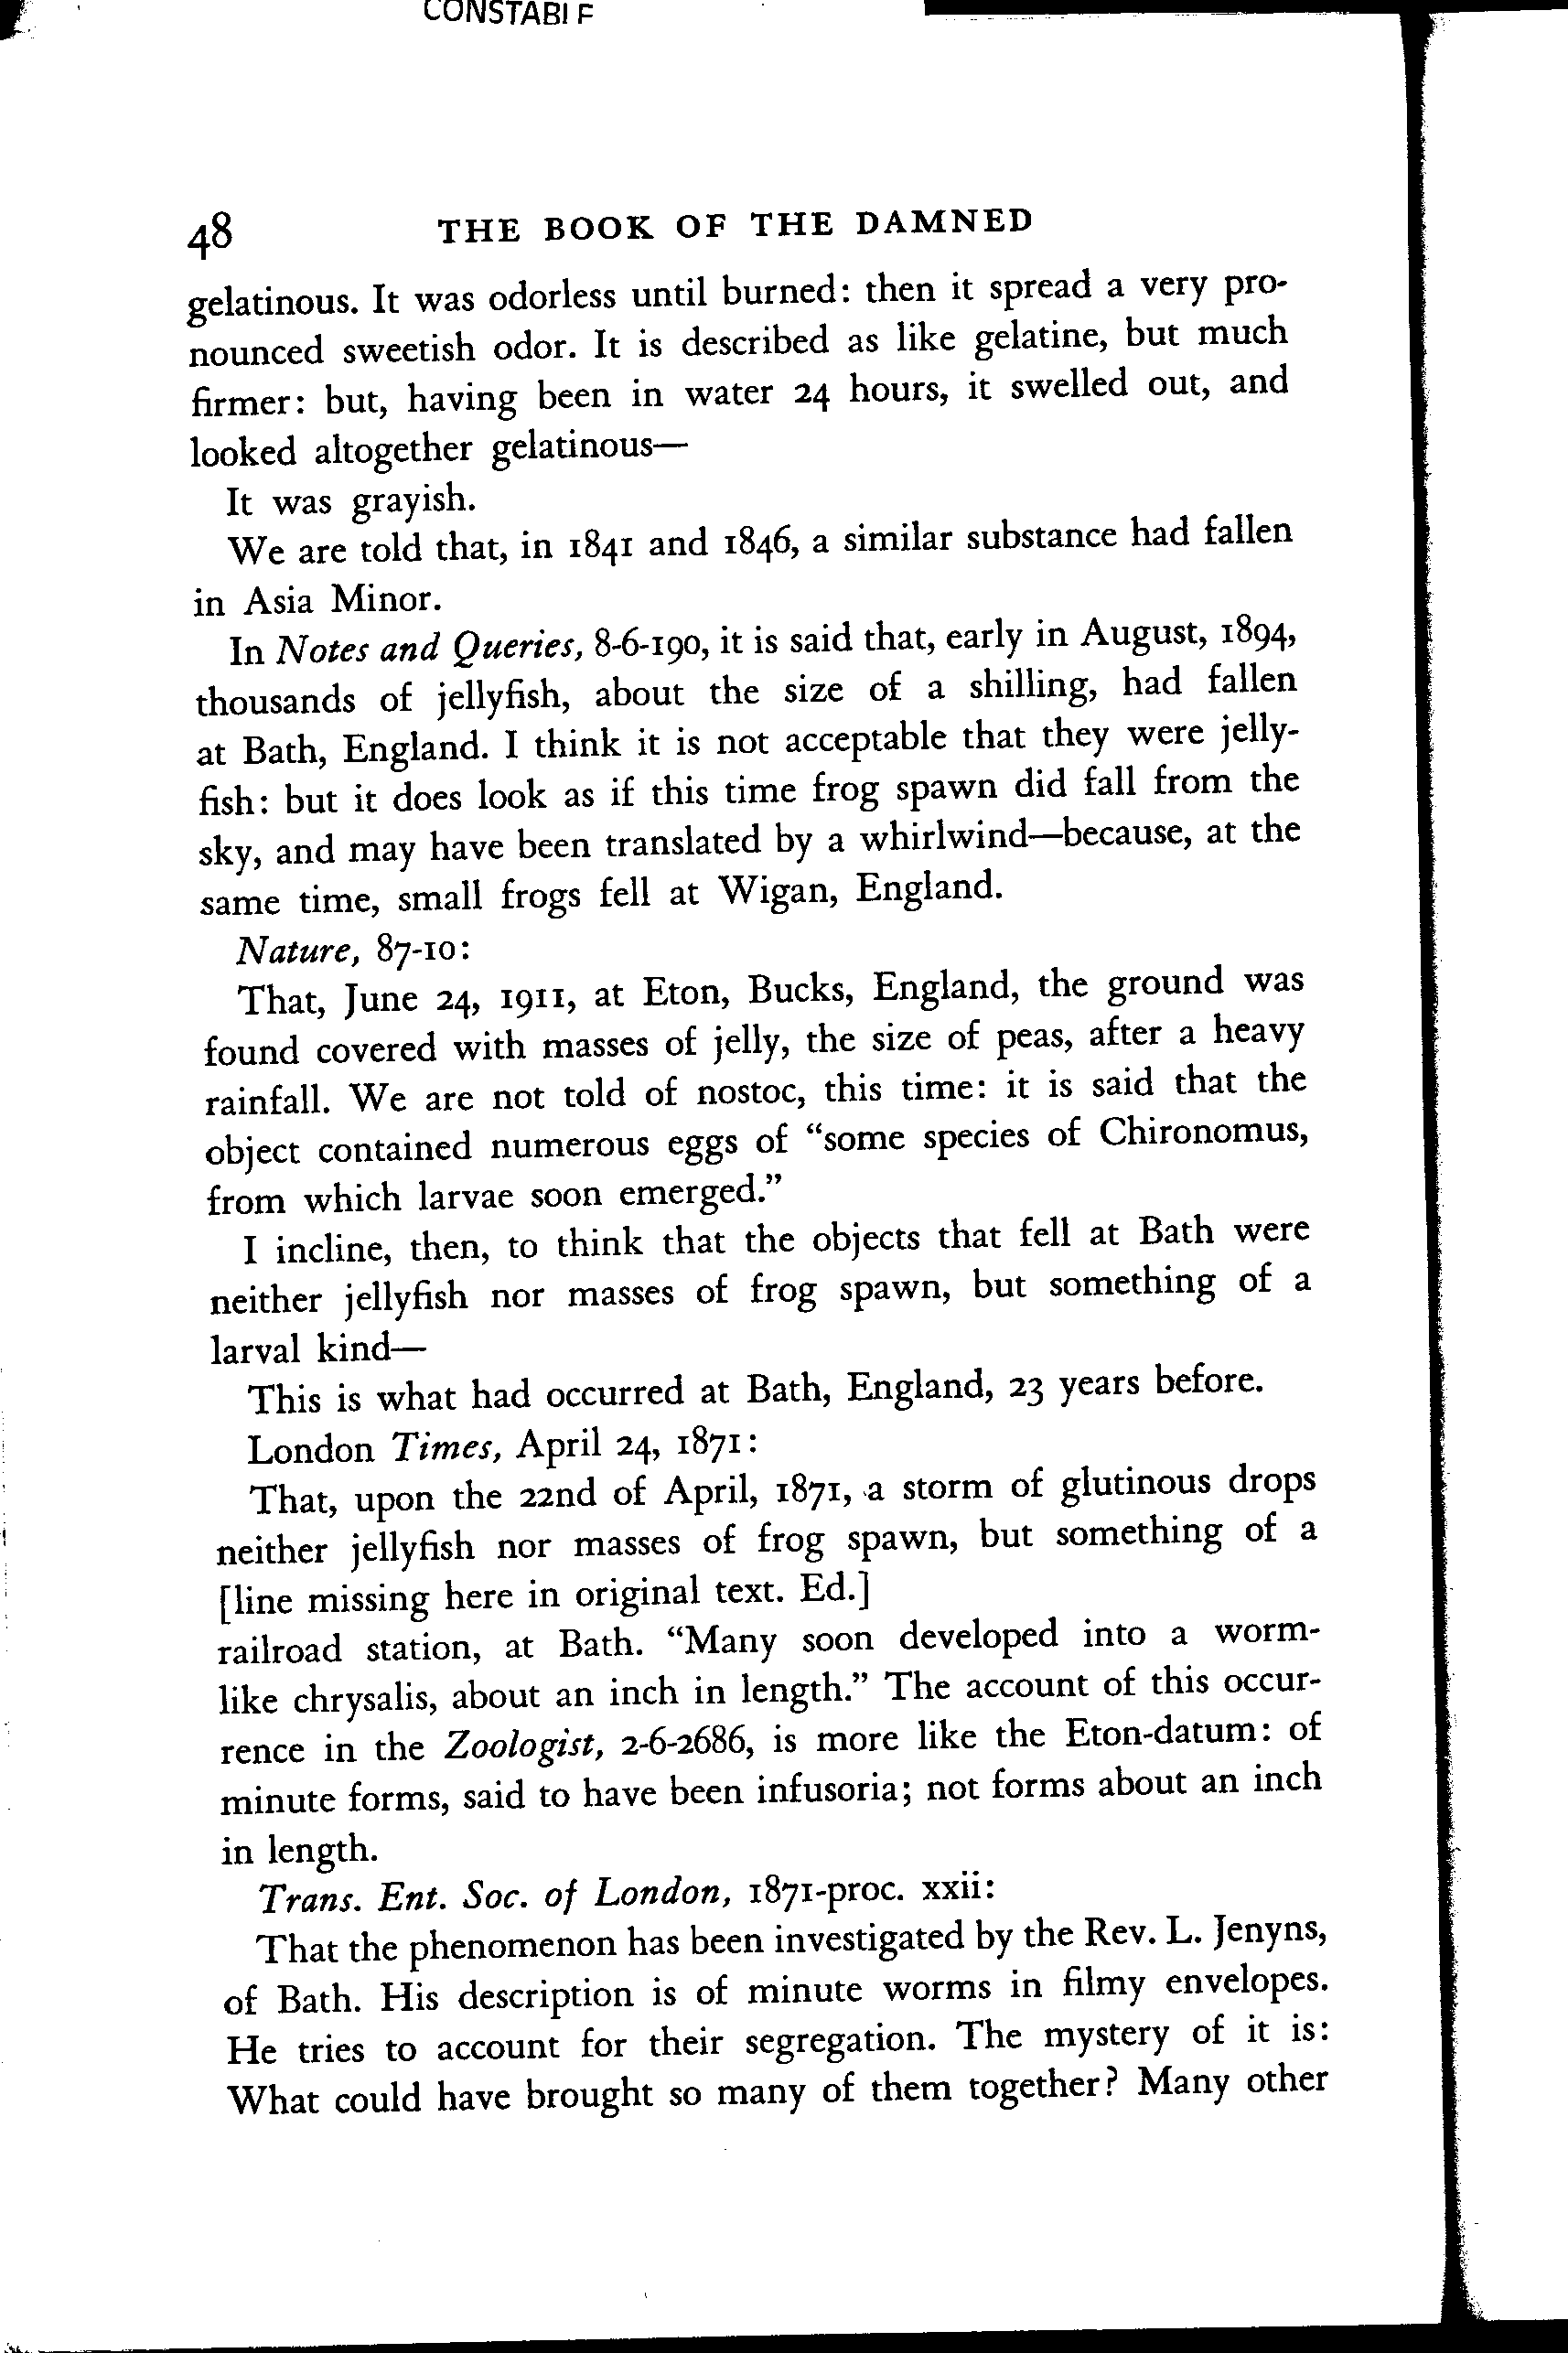 CONSTABLE
48 THE BOOK OF THE DAMNED
gelatinous. It was odorless until burned: then it spread a very pro-
nounced sweetish odor. It is described as like gelatine, but much
firmer: but, having been in water 24 hours, it swelled out, and
looked altogether gelatinous—
It was grayish.
We are told that, in 1841 and 1846, a similar substance had fallen
in Asia Minor.
In Notes and Queries, 8-6-190, it is said that, early in August, 1894,
thousands of jellyfish, about the size of a shilling, had fallen
at Bath, England. I think it is not acceptable that they were jelly-
fish: but it does look as if this time frog spawn did fall from the
sky, and may have been translated by a whirlwind—because, at the
same time, small frogs fell at Wigan, England.
Nature, 87-10:
That, June 24, 1911, at Eton, Bucks, England, the ground was
found covered with masses of jelly, the size of peas, after a heavy
rainfall. We are not told of nostoc, this time: it is said that the
object contained numerous eggs of “some species of Chironomus,
from which larvae soon emerged.”
I incline, then, to think that the objects that fell at Bath were
neither jellyfish nor masses of frog spawn, but something of a
larval kind—
This is what had occurred at Bath, England, 23 years before.
London Times, April 24, 1871:
That, upon the 22nd of April, 1871, a storm of glutinous drops
neither jellyfish nor masses of frog spawn, but something of a
[line missing here in original text. Ed.]
railroad station, at Bath. “Many soon developed into a worm-
like chrysalis, about an inch in length.” The account of this occur-
rence in the Zoologist, 2-6-2686, is more like the Eton-datum: of
minute forms, said to have been infusoria; not forms about an inch
in length.
Trans. Ent. Soc. of London, 1871-proc. xxii:
That the phenomenon has been investigated by the Rev. L. Jenyns,
of Bath. His description is of minute worms in filmy envelopes.
He tries to account for their segregation. The mystery of it is:
What could have brought so many of them together? Many other